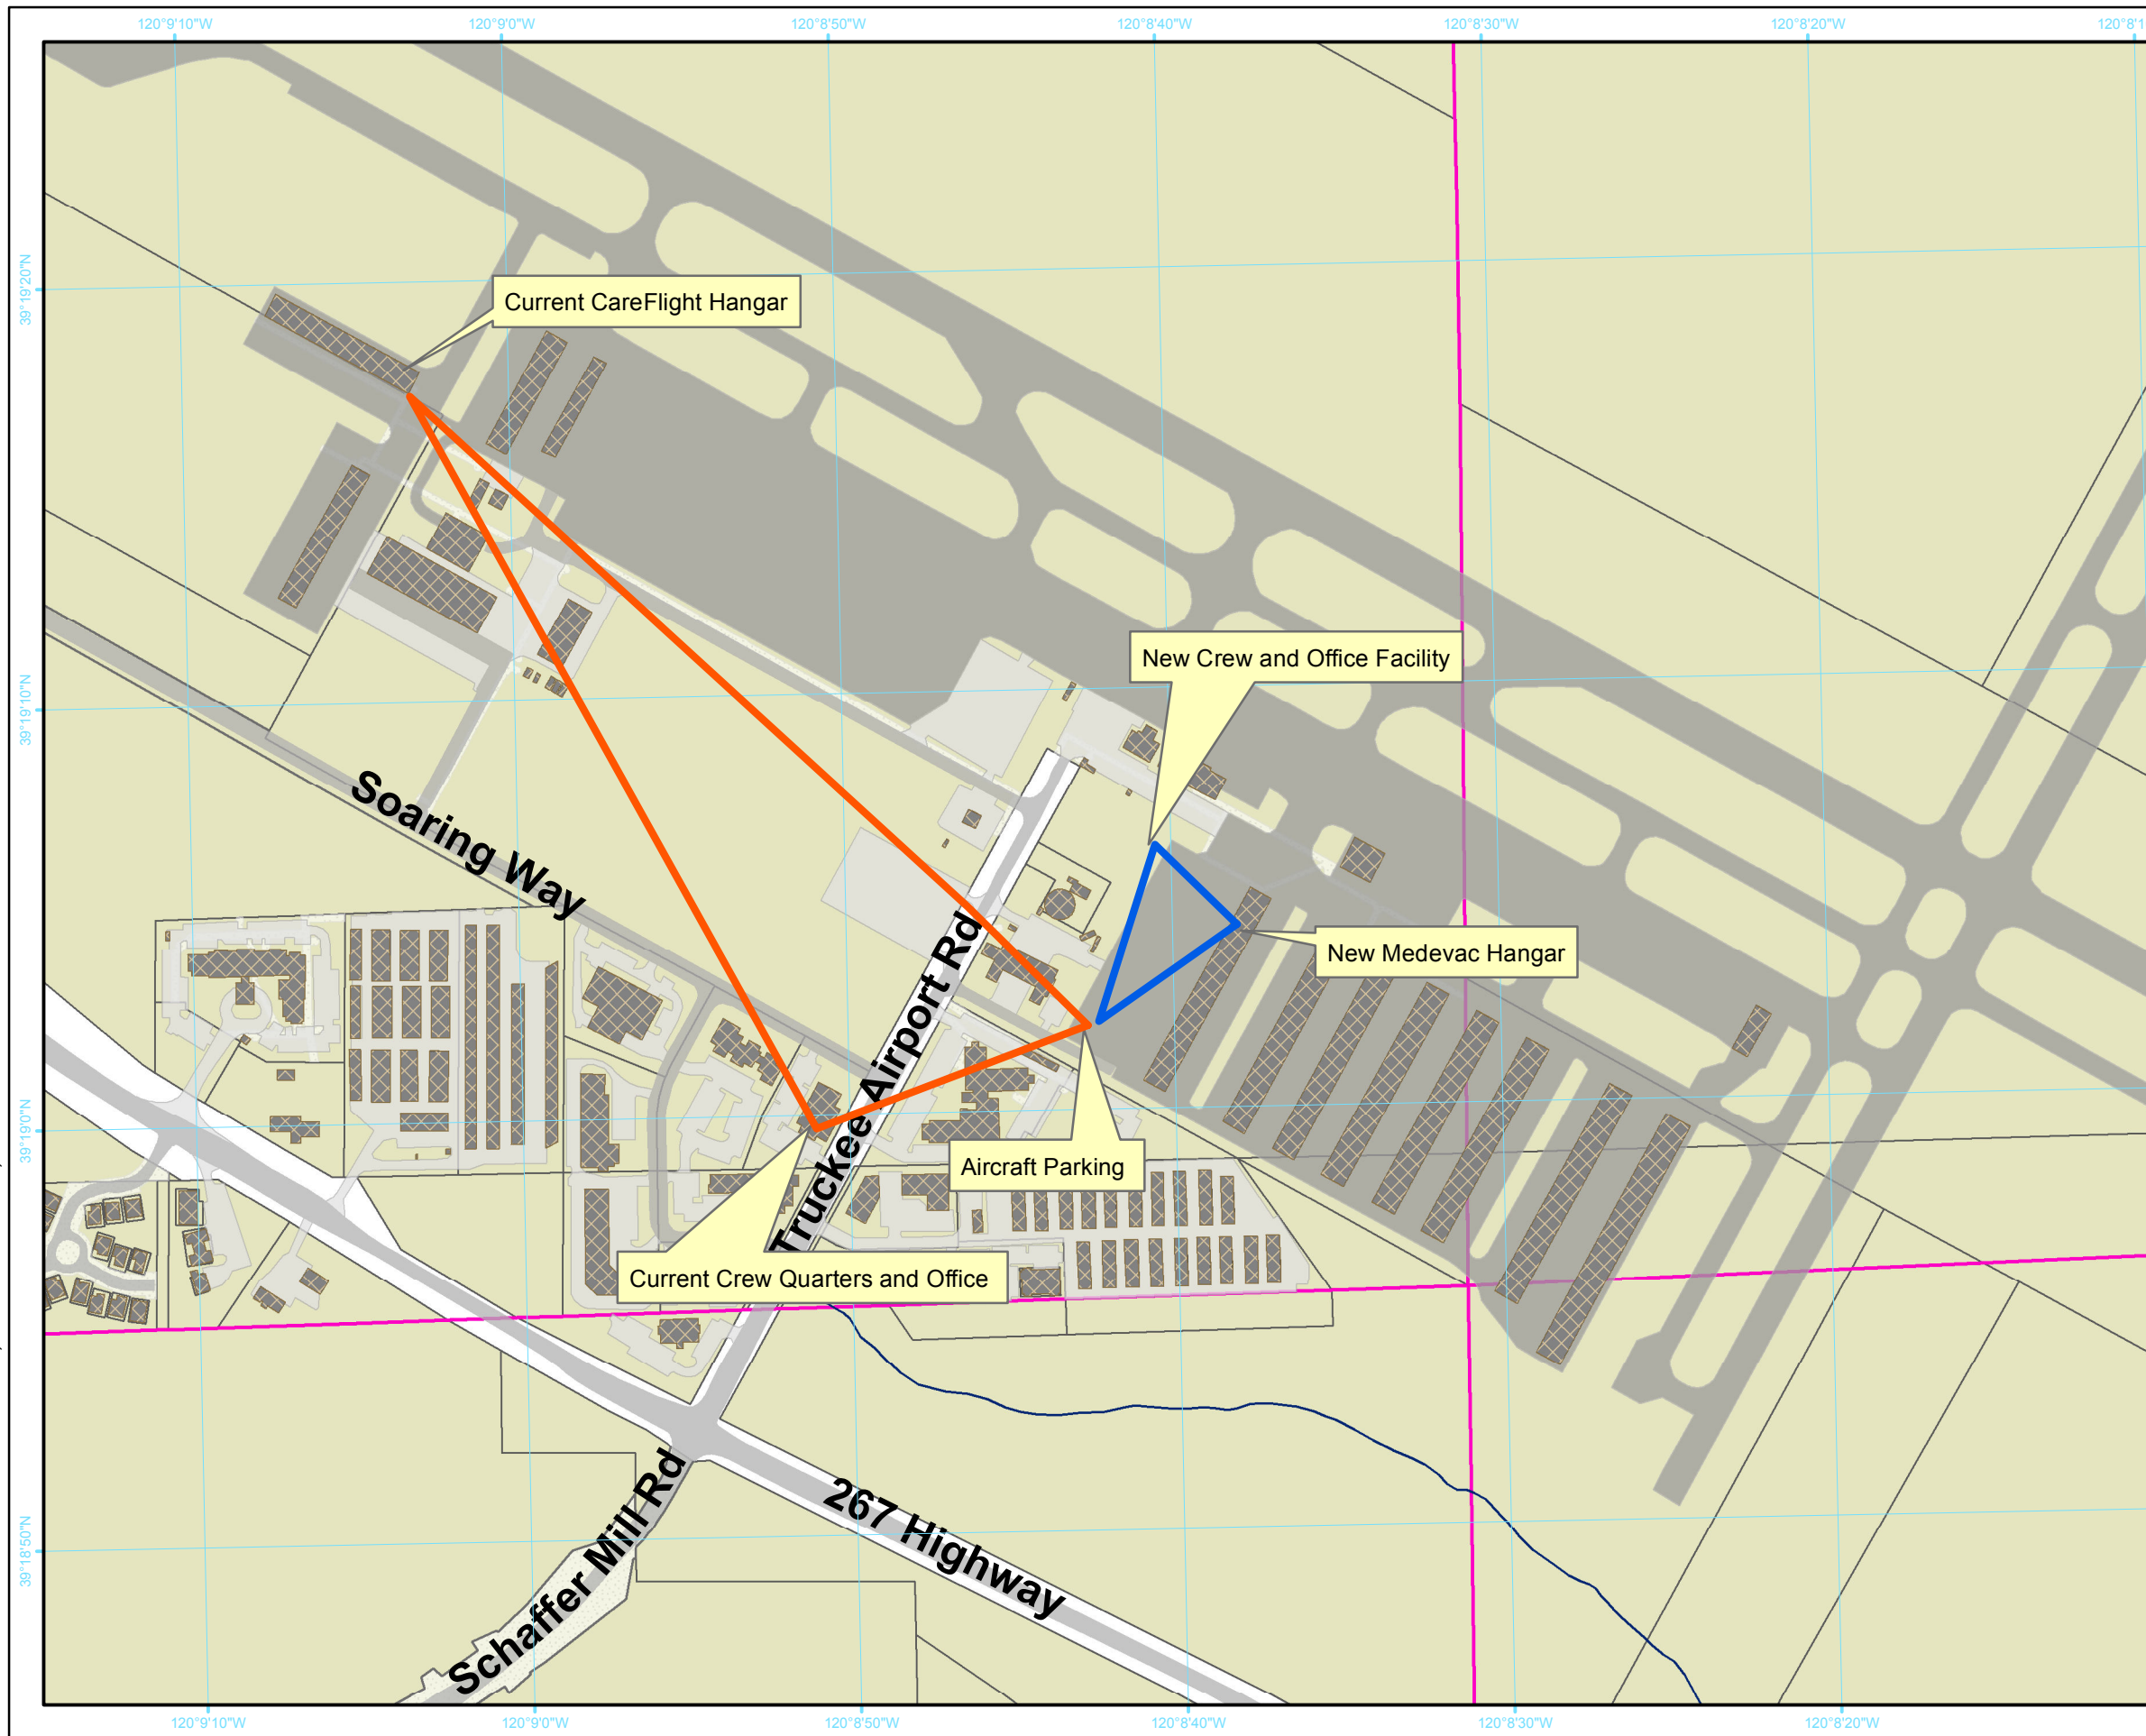 120°9'10"W 120°9'0"W 120°8'50"W 120°8'40"W 120°8'30"W 120°8'20"W 120°8'1
39°19'20"N
Current CareFlight Hangar
New Crew and Office Facility
39°19'10"N
Soaring Way
Truckee Airport Rd
New Medevac Hangar
39°19'0"N
Aircraft Parking
Current Crew Quarters and Office
Schaffer Mill Rd
267 Highway
39°18'50"N
120°9'10"W 120°9'0"W 120°8'50"W 120°8'40"W 120°8'30"W 120°8'20"W